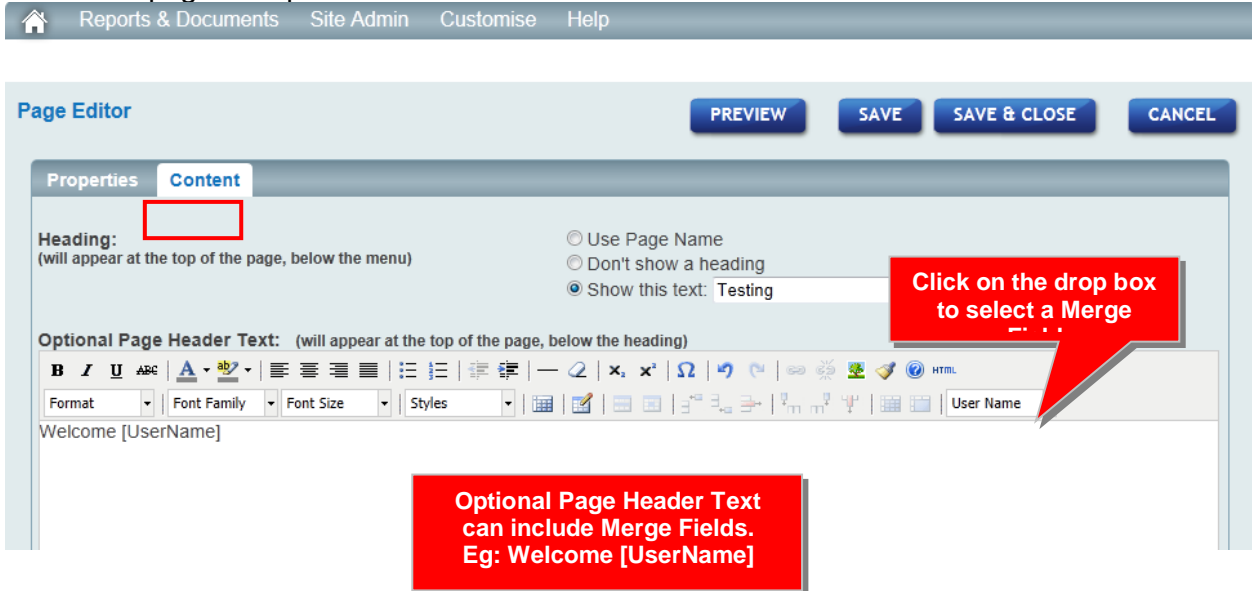 Reports & Documents Site Admin Customise Help
Page Editor
PREVIEW SAVE SAVE & CLOSE CANCEL
Properties Content
Heading:
(will appear at the top of the page, below the menu)
Use Page Name
Don't show a heading
Show this text: Testing
Click on the drop box
to select a Merge
Optional Page Header Text: (will appear at the top of the page, below the heading)
B I U ABC A ab HTML
Format Font Family Font Size Styles User Name
Welcome [UserName]
Optional Page Header Text
can include Merge Fields.
Eg: Welcome [UserName]